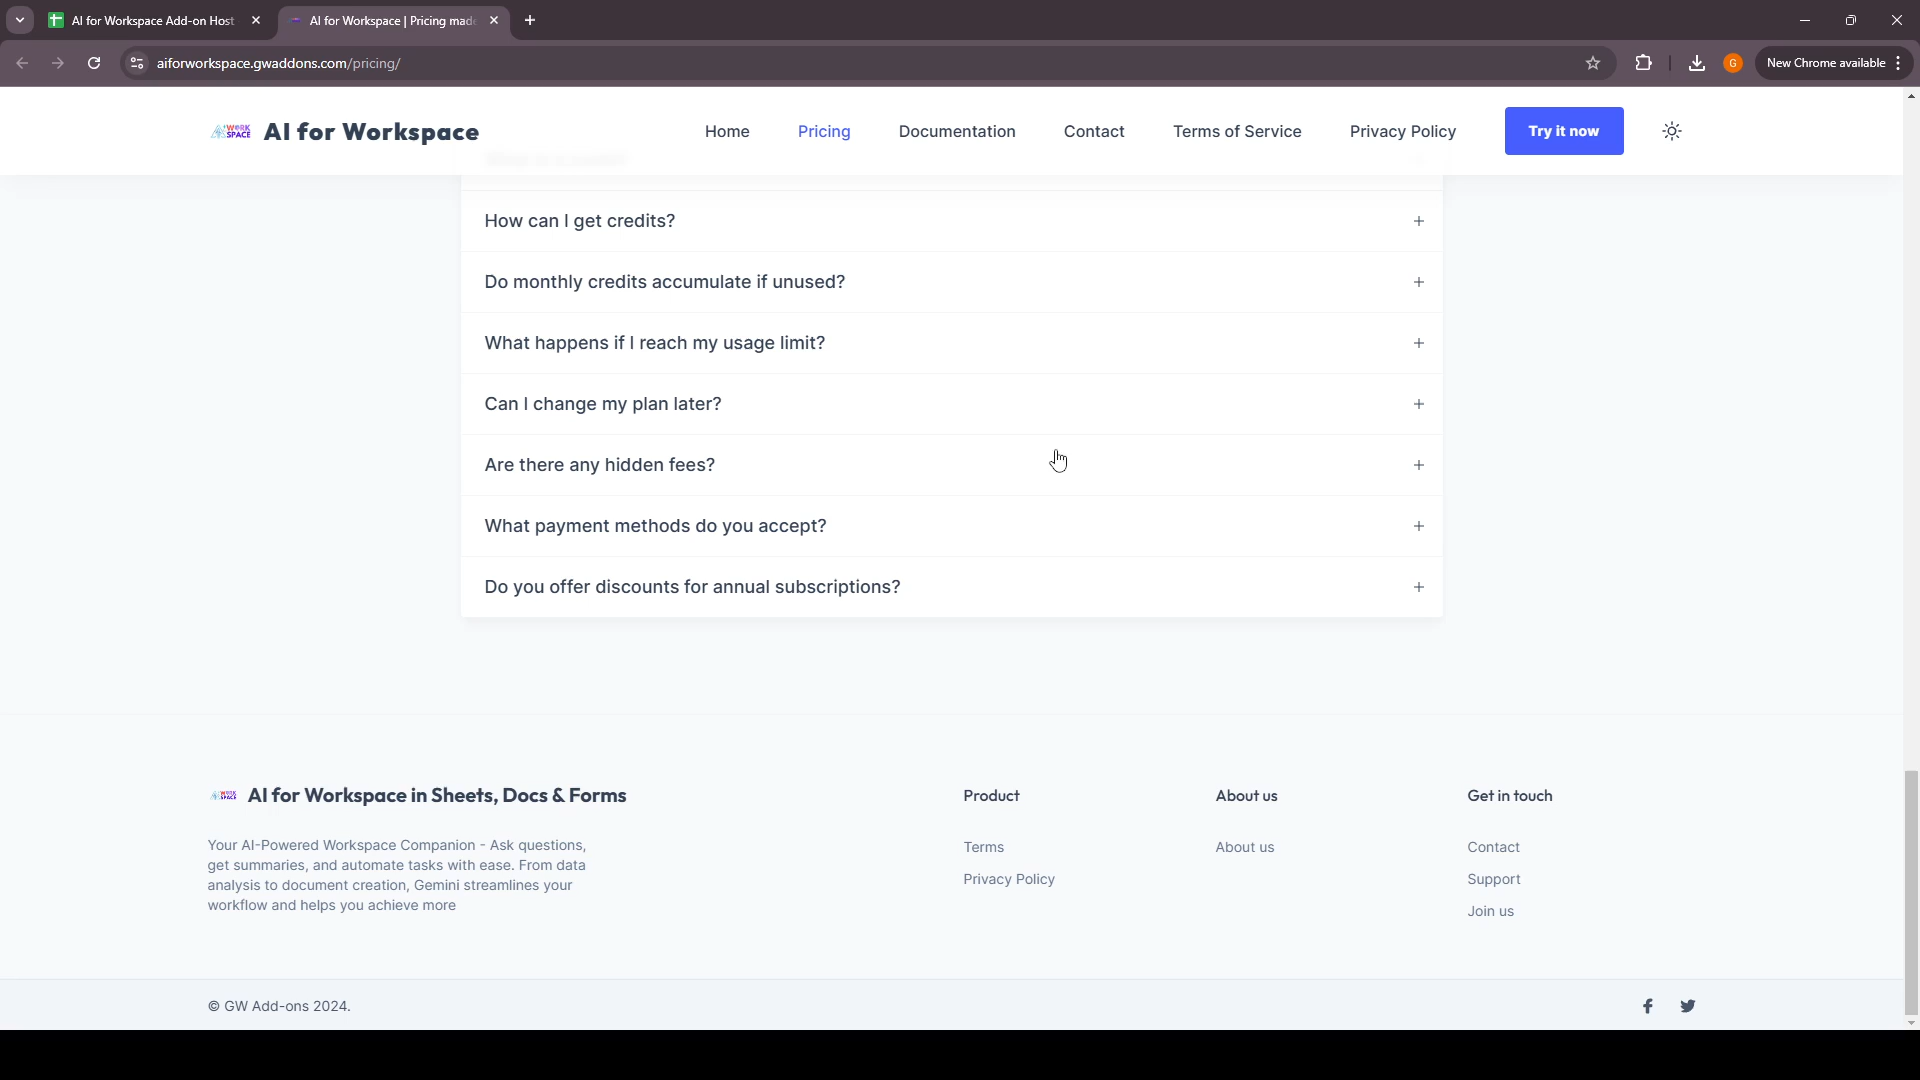 AI for Workspace Add-on Host
AI for Workspace | Pricing made
aiforworkspace.gwaddons.com/pricing/
G
New Chrome available
AI WORK SPACE
AI for Workspace
Home
Pricing
Documentation
Contact
Terms of Service
Privacy Policy
Try it now
How can I get credits?
+
Do monthly credits accumulate if unused?
+
What happens if I reach my usage limit?
+
Can I change my plan later?
+
Are there any hidden fees?
+
What payment methods do you accept?
+
Do you offer discounts for annual subscriptions?
+
AI for Workspace in Sheets, Docs & Forms
Your AI-Powered Workspace Companion - Ask questions,
get summaries, and automate tasks with ease. From data
analysis to document creation, Gemini streamlines your
workflow and helps you achieve more
Product
Terms
Privacy Policy
About us
About us
Get in touch
Contact
Support
Join us
© GW Add-ons 2024.